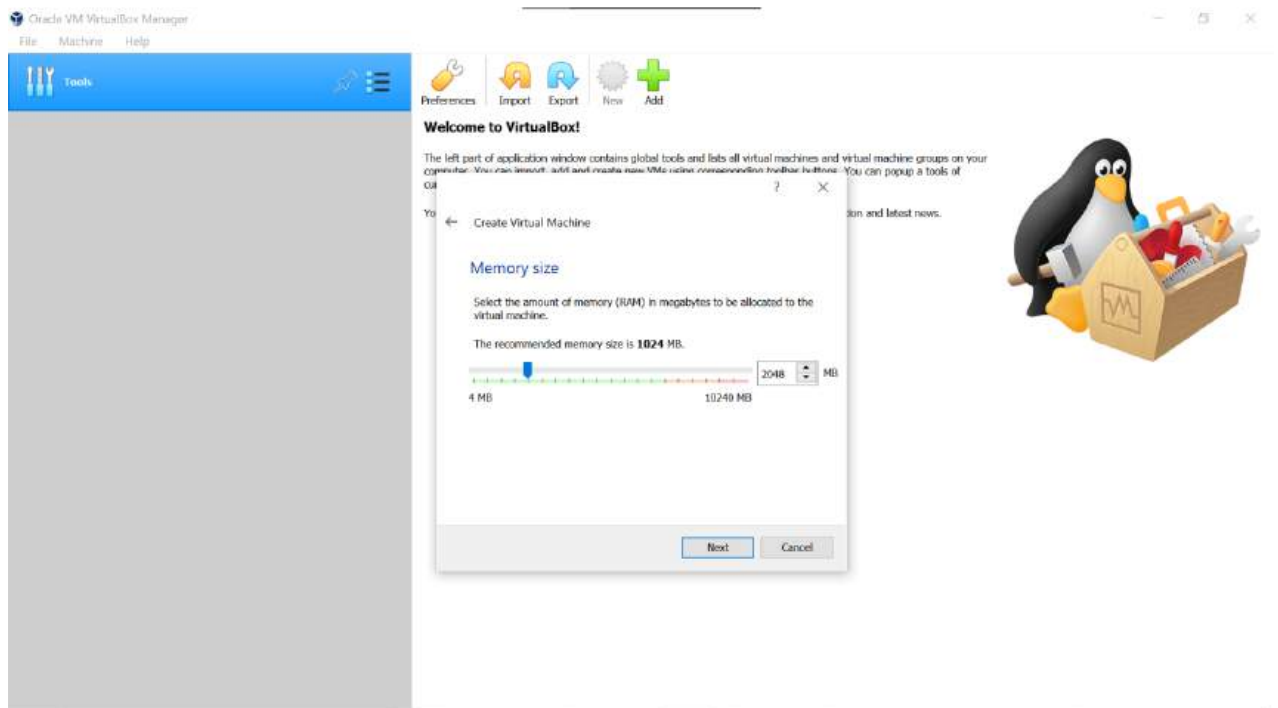 Oracle VM VirtualBox Manager
File Machine Help
Tools
Preferences Import Export New Add
Welcome to VirtualBox!
The left part of application window contains global tools and lists all virtual machines and virtual machine groups on your
computer. You can import, add and create new VMs using corresponding toolbar buttons. You can popup a tools of
Create Virtual Machine
and latest news.
Memory size
Select the amount of memory (RAM) in megabytes to be allocated to the
virtual machine.
The recommended memory size is 1024 MB.
2048 MB
4 MB 10240 MB
Next Cancel